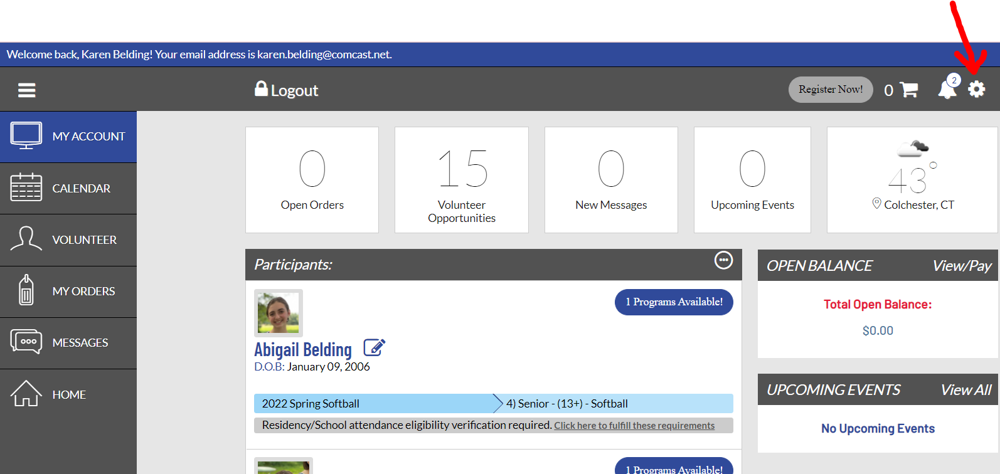 Welcome back, Karen Belding! Your email address is karen.belding@comcast.net.
Logout
Register Now!
0
2
MY ACCOUNT
CALENDAR
VOLUNTEER
MY ORDERS
MESSAGES
HOME
0
Open Orders
15
Volunteer
Opportunities
0
New Messages
0
Upcoming Events
43°
Colchester, CT
Participants:
1 Programs Available!
Abigail Belding
D.O.B: January 09, 2006
2022 Spring Softball
4) Senior - (13+) - Softball
Residency/School attendance eligibility verification required. Click here to fulfill these requirements
1 Programs Available!
OPEN BALANCE
View/Pay
Total Open Balance:
$0.00
UPCOMING EVENTS
View All
No Upcoming Events